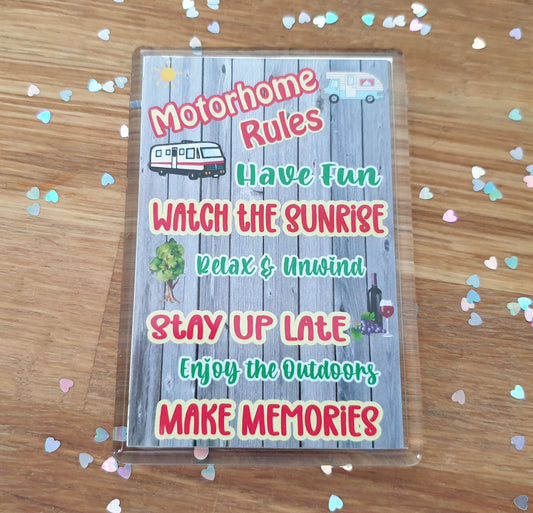 Motorhome
Rules
Have Fun
WATCH THE SUNRiSE
Relax & Unwind
STAY UP LATE
Enjoy the Outdoors
MAKE MEMORiES